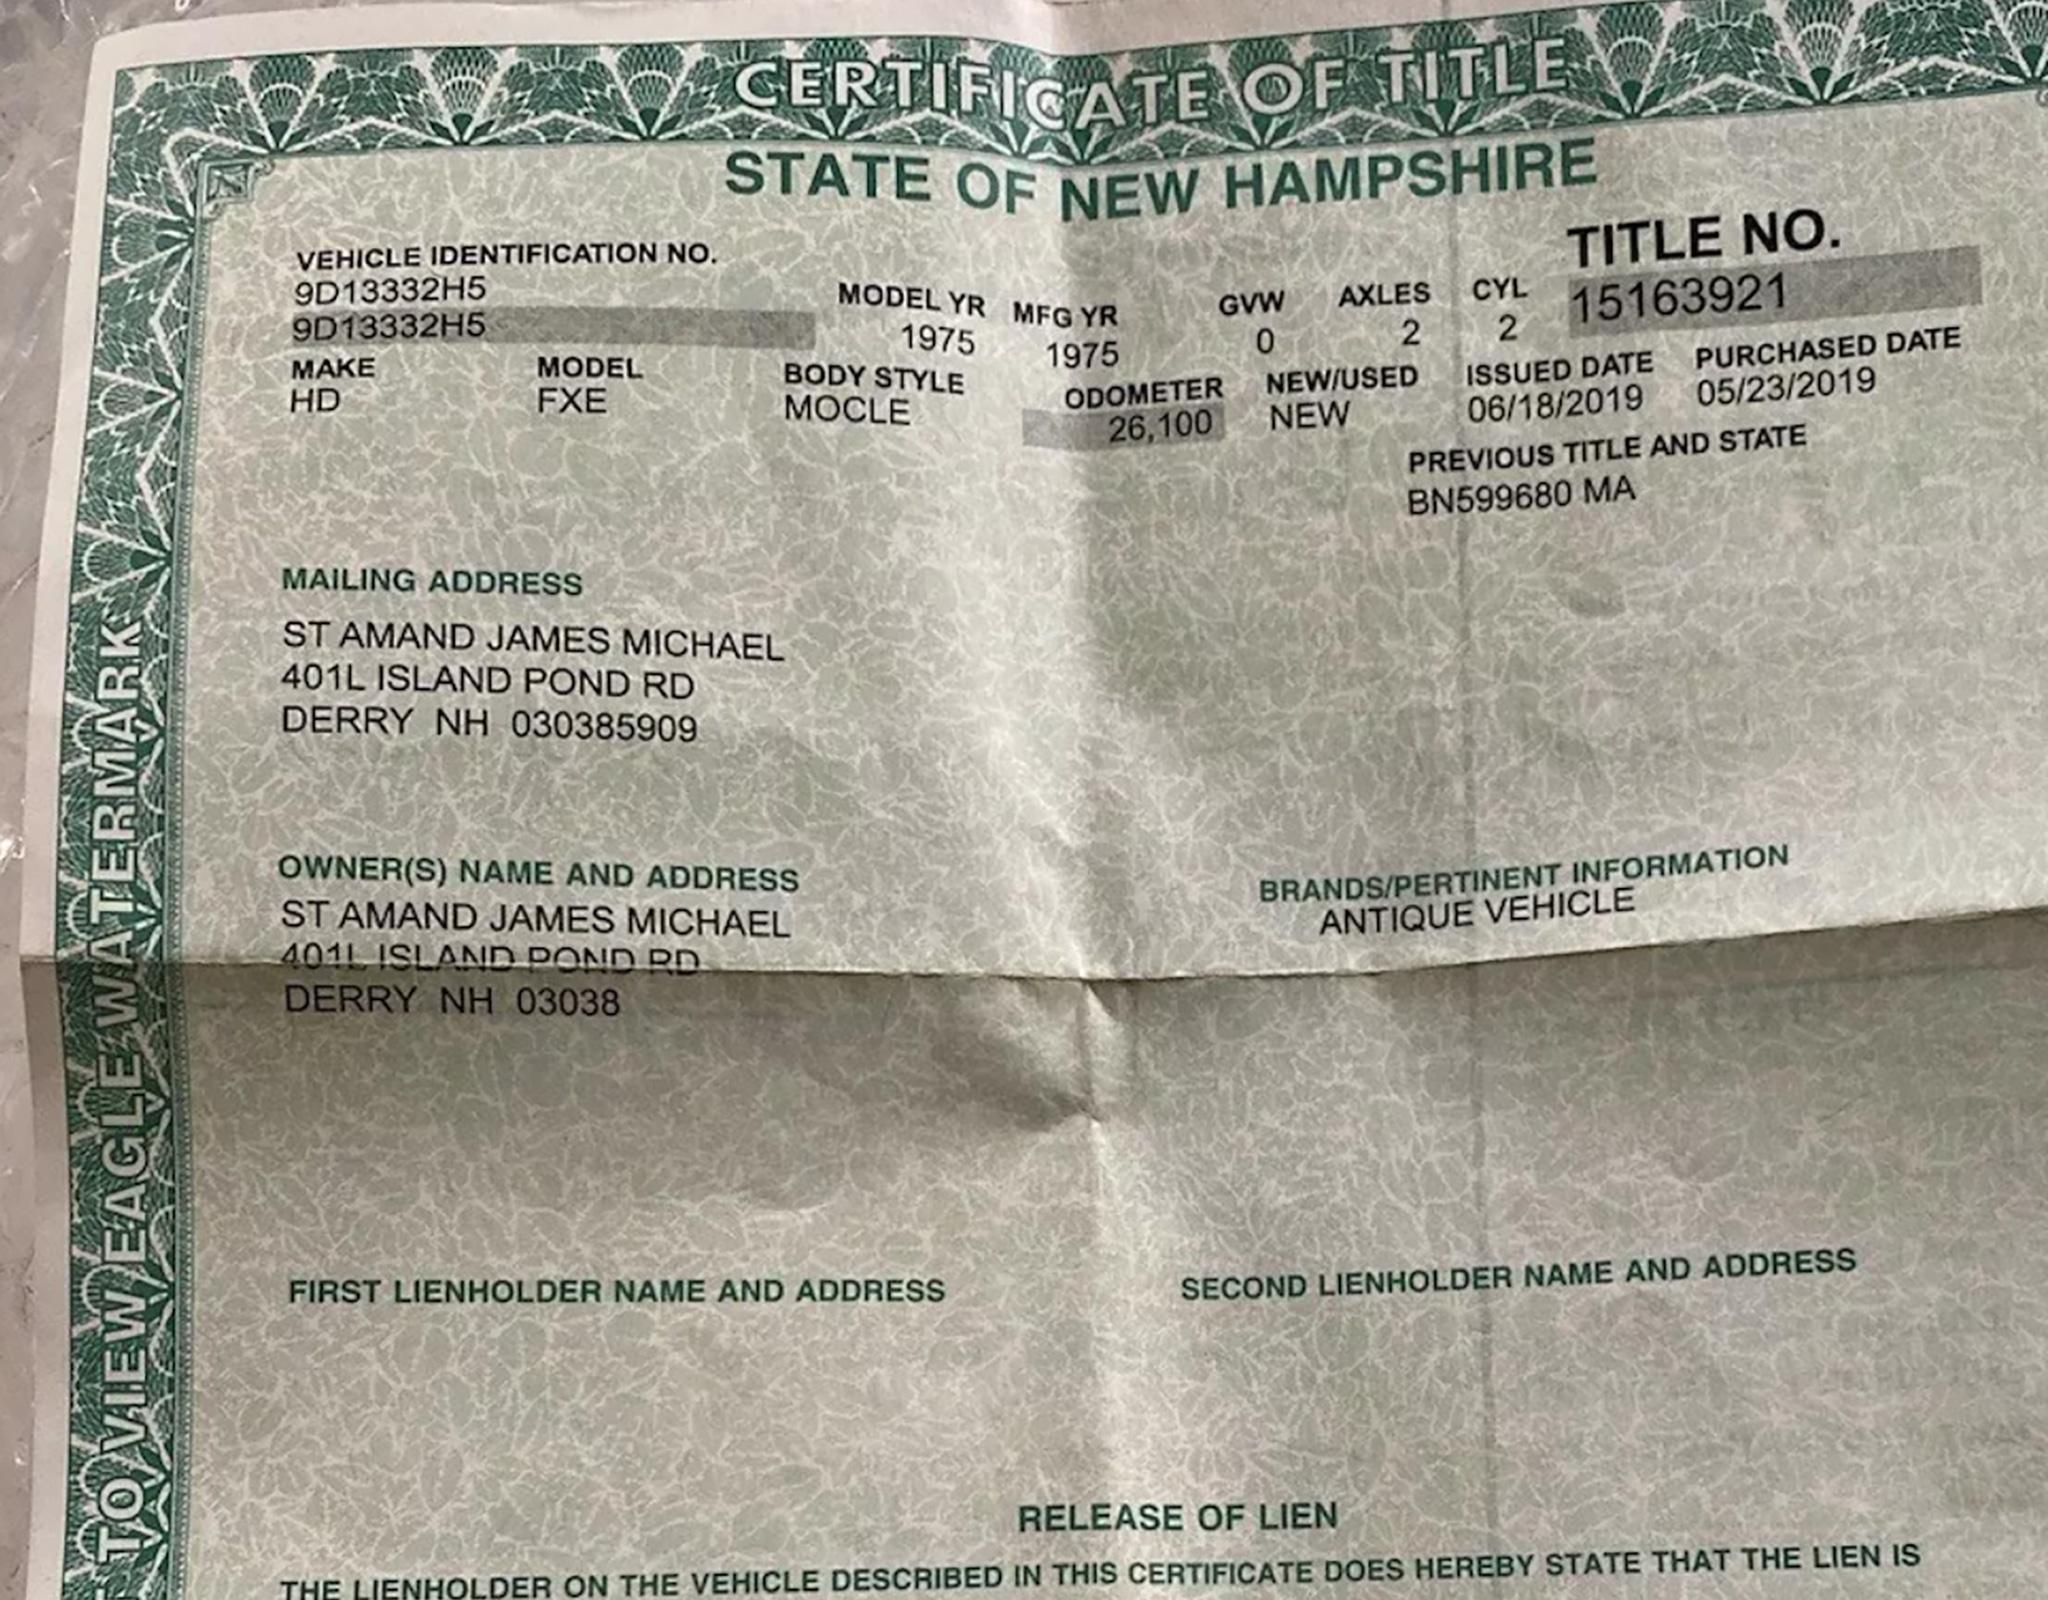 CERTIFICATE OF TITLE
STATE OF NEW HAMPSHIRE
VEHICLE IDENTIFICATION NO.
9D13332H5
9D13332H5
MODEL YR
1975
MFG YR
1975
GVW
0
AXLES
2
CYL
2
TITLE NO.
15163921
MAKE
HD
MODEL
FXE
BODY STYLE
MOCLE
ODOMETER
26,100
NEW/USED
NEW
ISSUED DATE
06/18/2019
PURCHASED DATE
05/23/2019
PREVIOUS TITLE AND STATE
BN599680 MA
MAILING ADDRESS
ST AMAND JAMES MICHAEL
401L ISLAND POND RD
DERRY NH 030385909
OWNER(S) NAME AND ADDRESS
ST AMAND JAMES MICHAEL
401L ISLAND POND RD
DERRY NH 03038
BRANDS/PERTINENT INFORMATION
ANTIQUE VEHICLE
FIRST LIENHOLDER NAME AND ADDRESS
SECOND LIENHOLDER NAME AND ADDRESS
RELEASE OF LIEN
THE LIENHOLDER ON THE VEHICLE DESCRIBED IN THIS CERTIFICATE DOES HEREBY STATE THAT THE LIEN IS
TO VIEW EAGLE WATERMARK